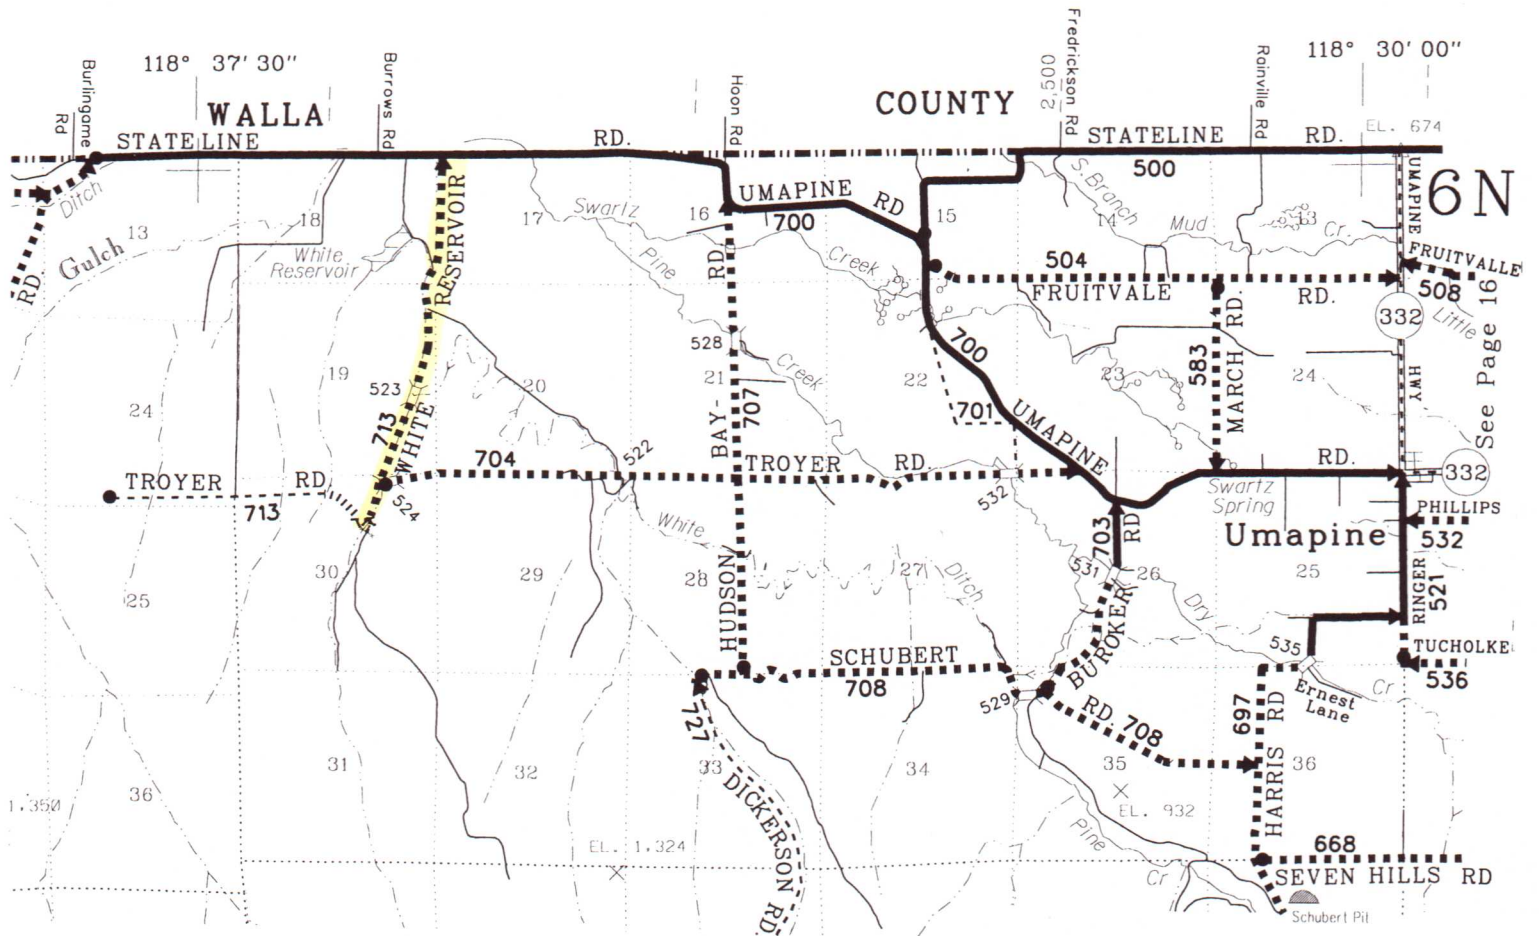 118° 37' 30"
118° 30' 00"
Burlingame Rd
Burrows Rd
Hoon Rd
2,500
Fredrickson Rd
Rainville Rd
WALLA
COUNTY
STATELINE RD.
STATELINE RD.
500
EL. 674
6N
Ditch
Gulch
RD
13
18
17
16
15
14
13
White
Reservoir
RESERVOIR
Swartz
Pine
Creek
UMAPINE RD
700
S. Branch
Mud
Cr.
UMAPINE
HWY
504
FRUITVALE RD.
FRUITVALLE
508
332
Little
See Page 16
RD
528
BAY-
707
Creek
24
19
20
21
22
23
24
523
713
WHITE
700
701
UMAPINE
RD.
583
MARCH RD.
TROYER RD.
713
524
704
522
TROYER RD.
532
332
Swartz
Spring
Umapine
PHILLIPS
532
White
703
RD
531
25
30
29
28
27
26
25
Ditch
Dry
RINGER
521
HUDSON
BUROKER
SCHUBERT
708
529
535
TUCHOLKE
536
Ernest
Lane
Cr
727
RD. 708
697
HARRIS RD
36
31
32
33
34
35
36
1,350
DICKERSON RD.
EL. 1,324
EL. 932
Pine
Cr
668
SEVEN HILLS RD
Schubert Pit